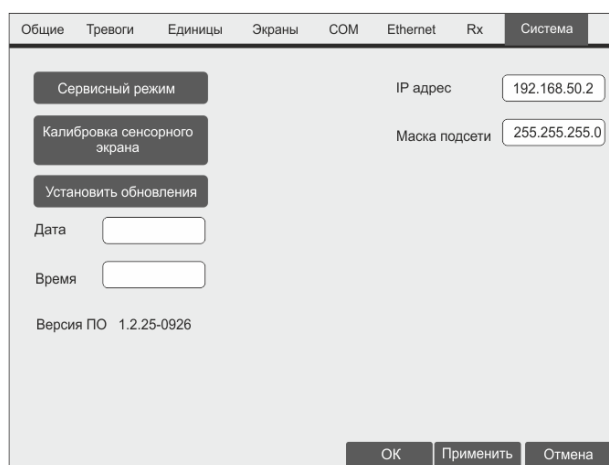 Общие Тревоги Единицы Экраны COM Ethernet Rx Система
Сервисный режим
IP адрес 192.168.50.2
Калибровка сенсорного
экрана
Маска подсети 255.255.255.0
Установить обновления
Дата
Время
Версия ПО 1.2.25-0926
ОК Применить Отмена